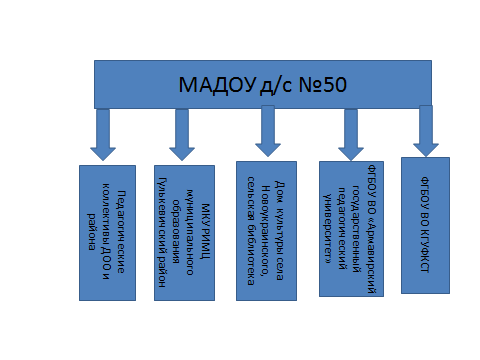 МАДОУ д/с №50
Педагогические
коллективы ДОО и
района
МКУ РИМЦ
муниципального
образования
Гулькевичский район
Дом культуры села
Новоукраинского,
сельская библиотека
ФГБОУ ВО «Армавирский
государственный
педагогический
университет»
ФГБОУ ВО КГУФКСТ